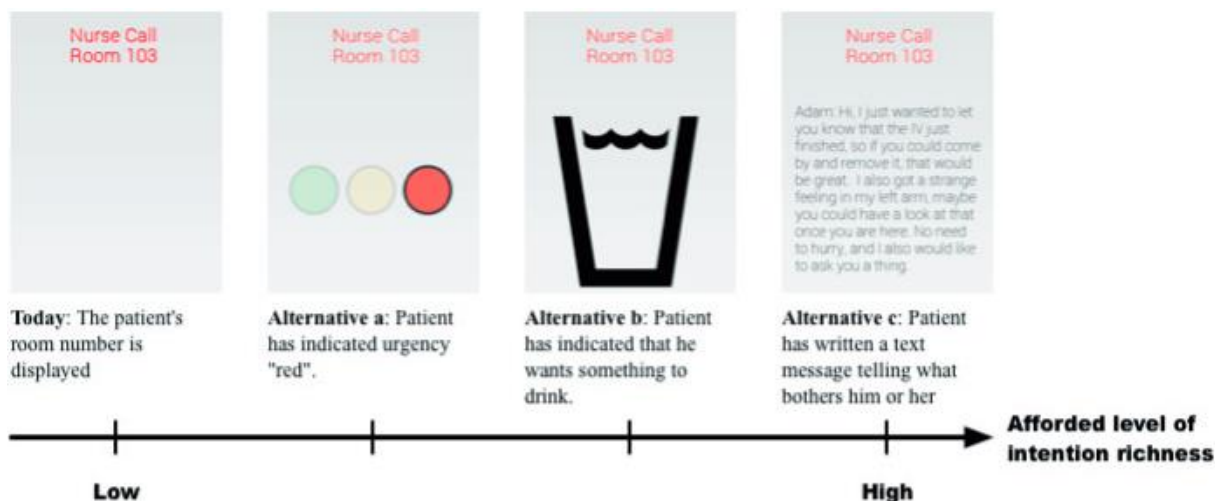 Nurse Call
Room 103
Nurse Call
Room 103
Nurse Call
Room 103
Nurse Call
Room 103
Adam: Hi, I just wanted to let
you know that the IV just
finished, so if you could come
by and remove it, that would
be great. I also got a strange
feeling in my left arm, maybe
you could have a look at that
once you are here. No need
to hurry, and I also would like
to ask you a thing.
Today: The patient's
room number is
displayed
Alternative a: Patient
has indicated urgency
"red".
Alternative b: Patient
has indicated that he
wants something to
drink.
Alternative c: Patient
has written a text
message telling what
bothers him or her
Afforded level of
intention richness
Low
High